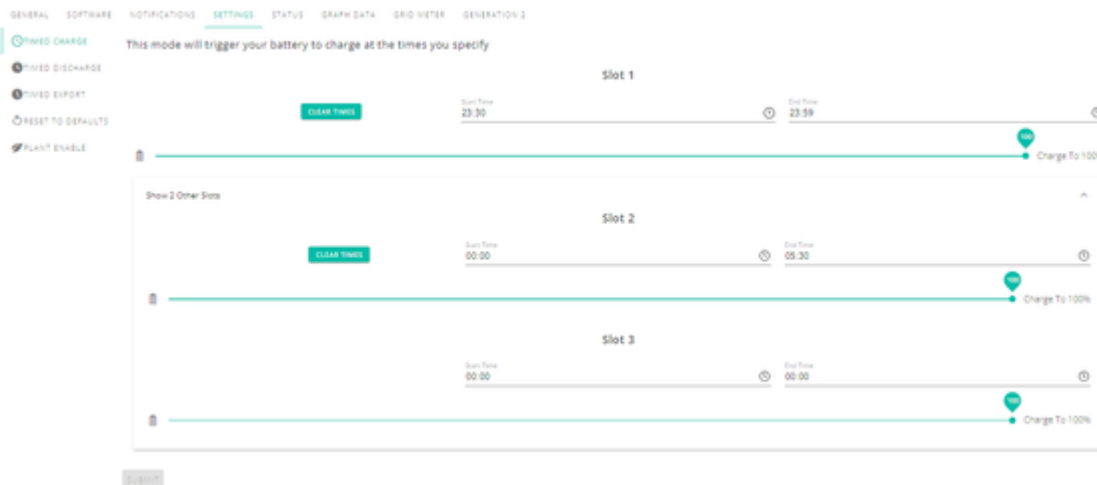 GENERAL SOFTWARE NOTIFICATIONS SETTINGS STATUS GRAPH DATA GRID METER GENERATION 2
TIMED CHARGE
TIMED DISCHARGE
TIMED EXPORT
RESET TO DEFAULTS
PLANT ENABLE
This mode will trigger your battery to charge at the times you specify
Slot 1
CLEAR TIMES
Start Time
23:30
End Time
23:59
100
Charge To 100
Show 2 Other Slots
Slot 2
CLEAR TIMES
Start Time
00:00
End Time
05:30
100
Charge To 100%
Slot 3
Start Time
00:00
End Time
00:00
100
Charge To 100%
SUBMIT